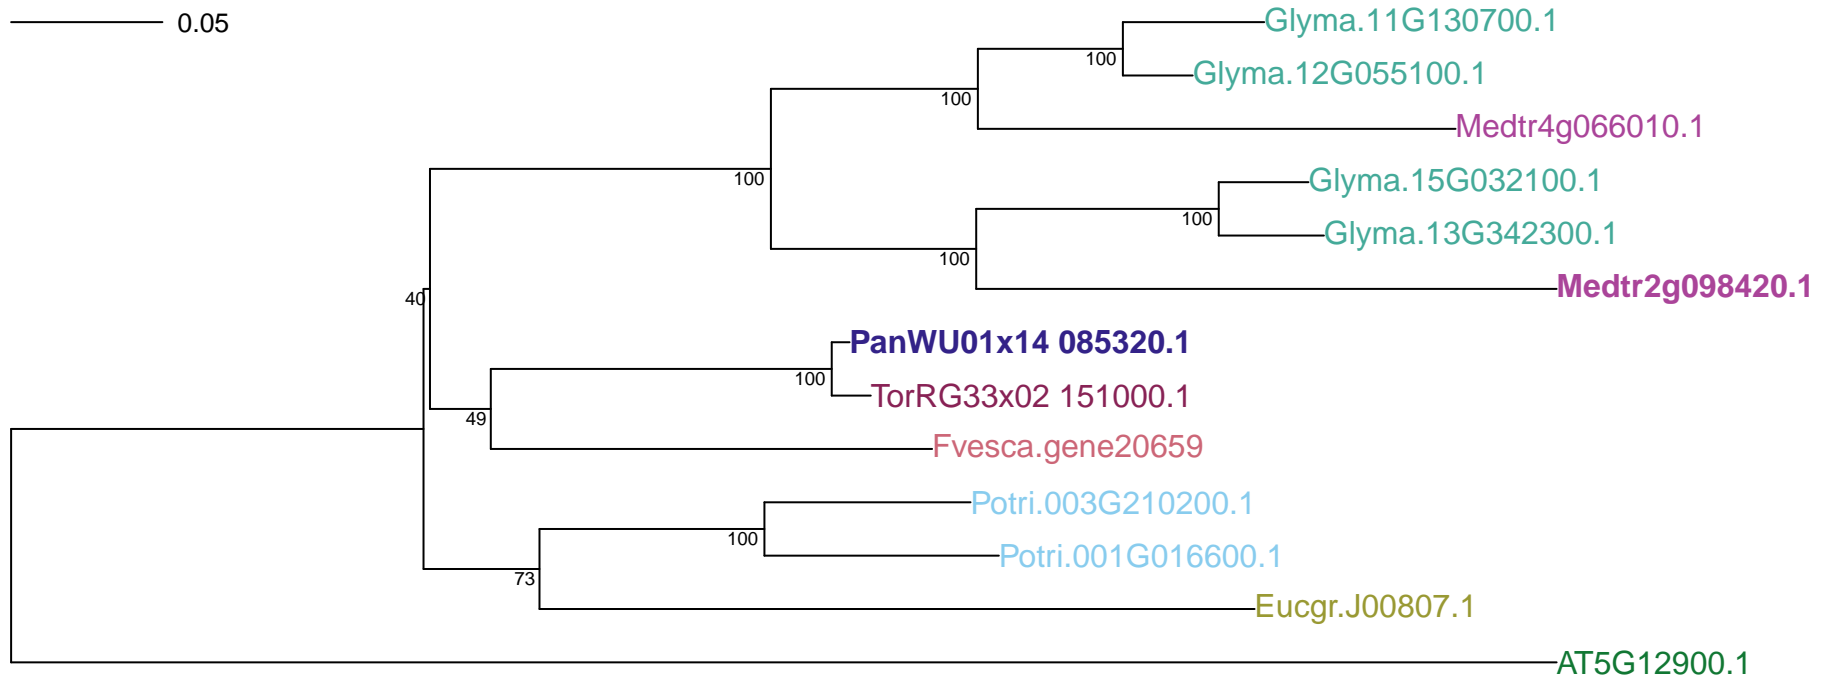 0.05
Glyma.11G130700.1
100
Glyma.12G055100.1
100
Medtr4g066010.1
100
Glyma.15G032100.1
100
Glyma.13G342300.1
100
Medtr2g098420.1
40
PanWU01x14 085320.1
100
TorRG33x02 151000.1
49
Fvesca.gene20659
Potri.003G210200.1
100
Potri.001G016600.1
73
Eucgr.J00807.1
AT5G12900.1